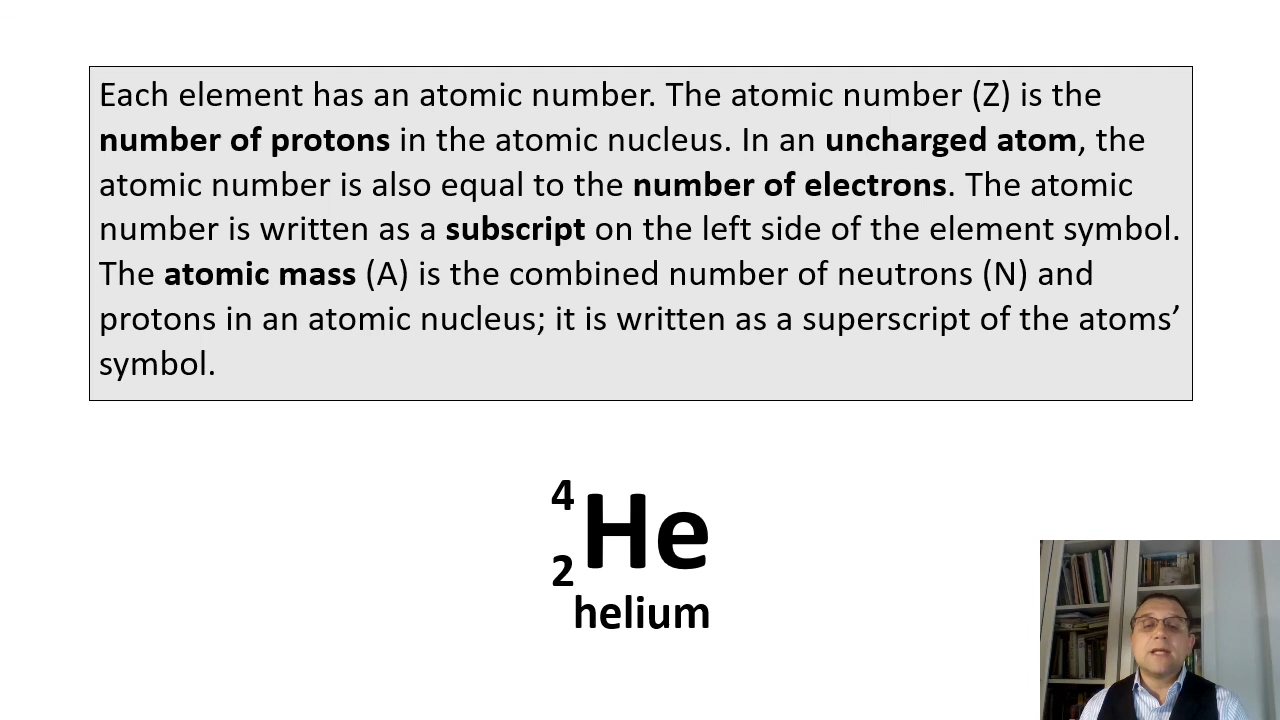 Each element has an atomic number. The atomic number (Z) is the
number of protons in the atomic nucleus. In an uncharged atom, the
atomic number is also equal to the number of electrons. The atomic
number is written as a subscript on the left side of the element symbol.
The atomic mass (A) is the combined number of neutrons (N) and
protons in an atomic nucleus; it is written as a superscript of the atoms’
symbol.
4
He
2
helium